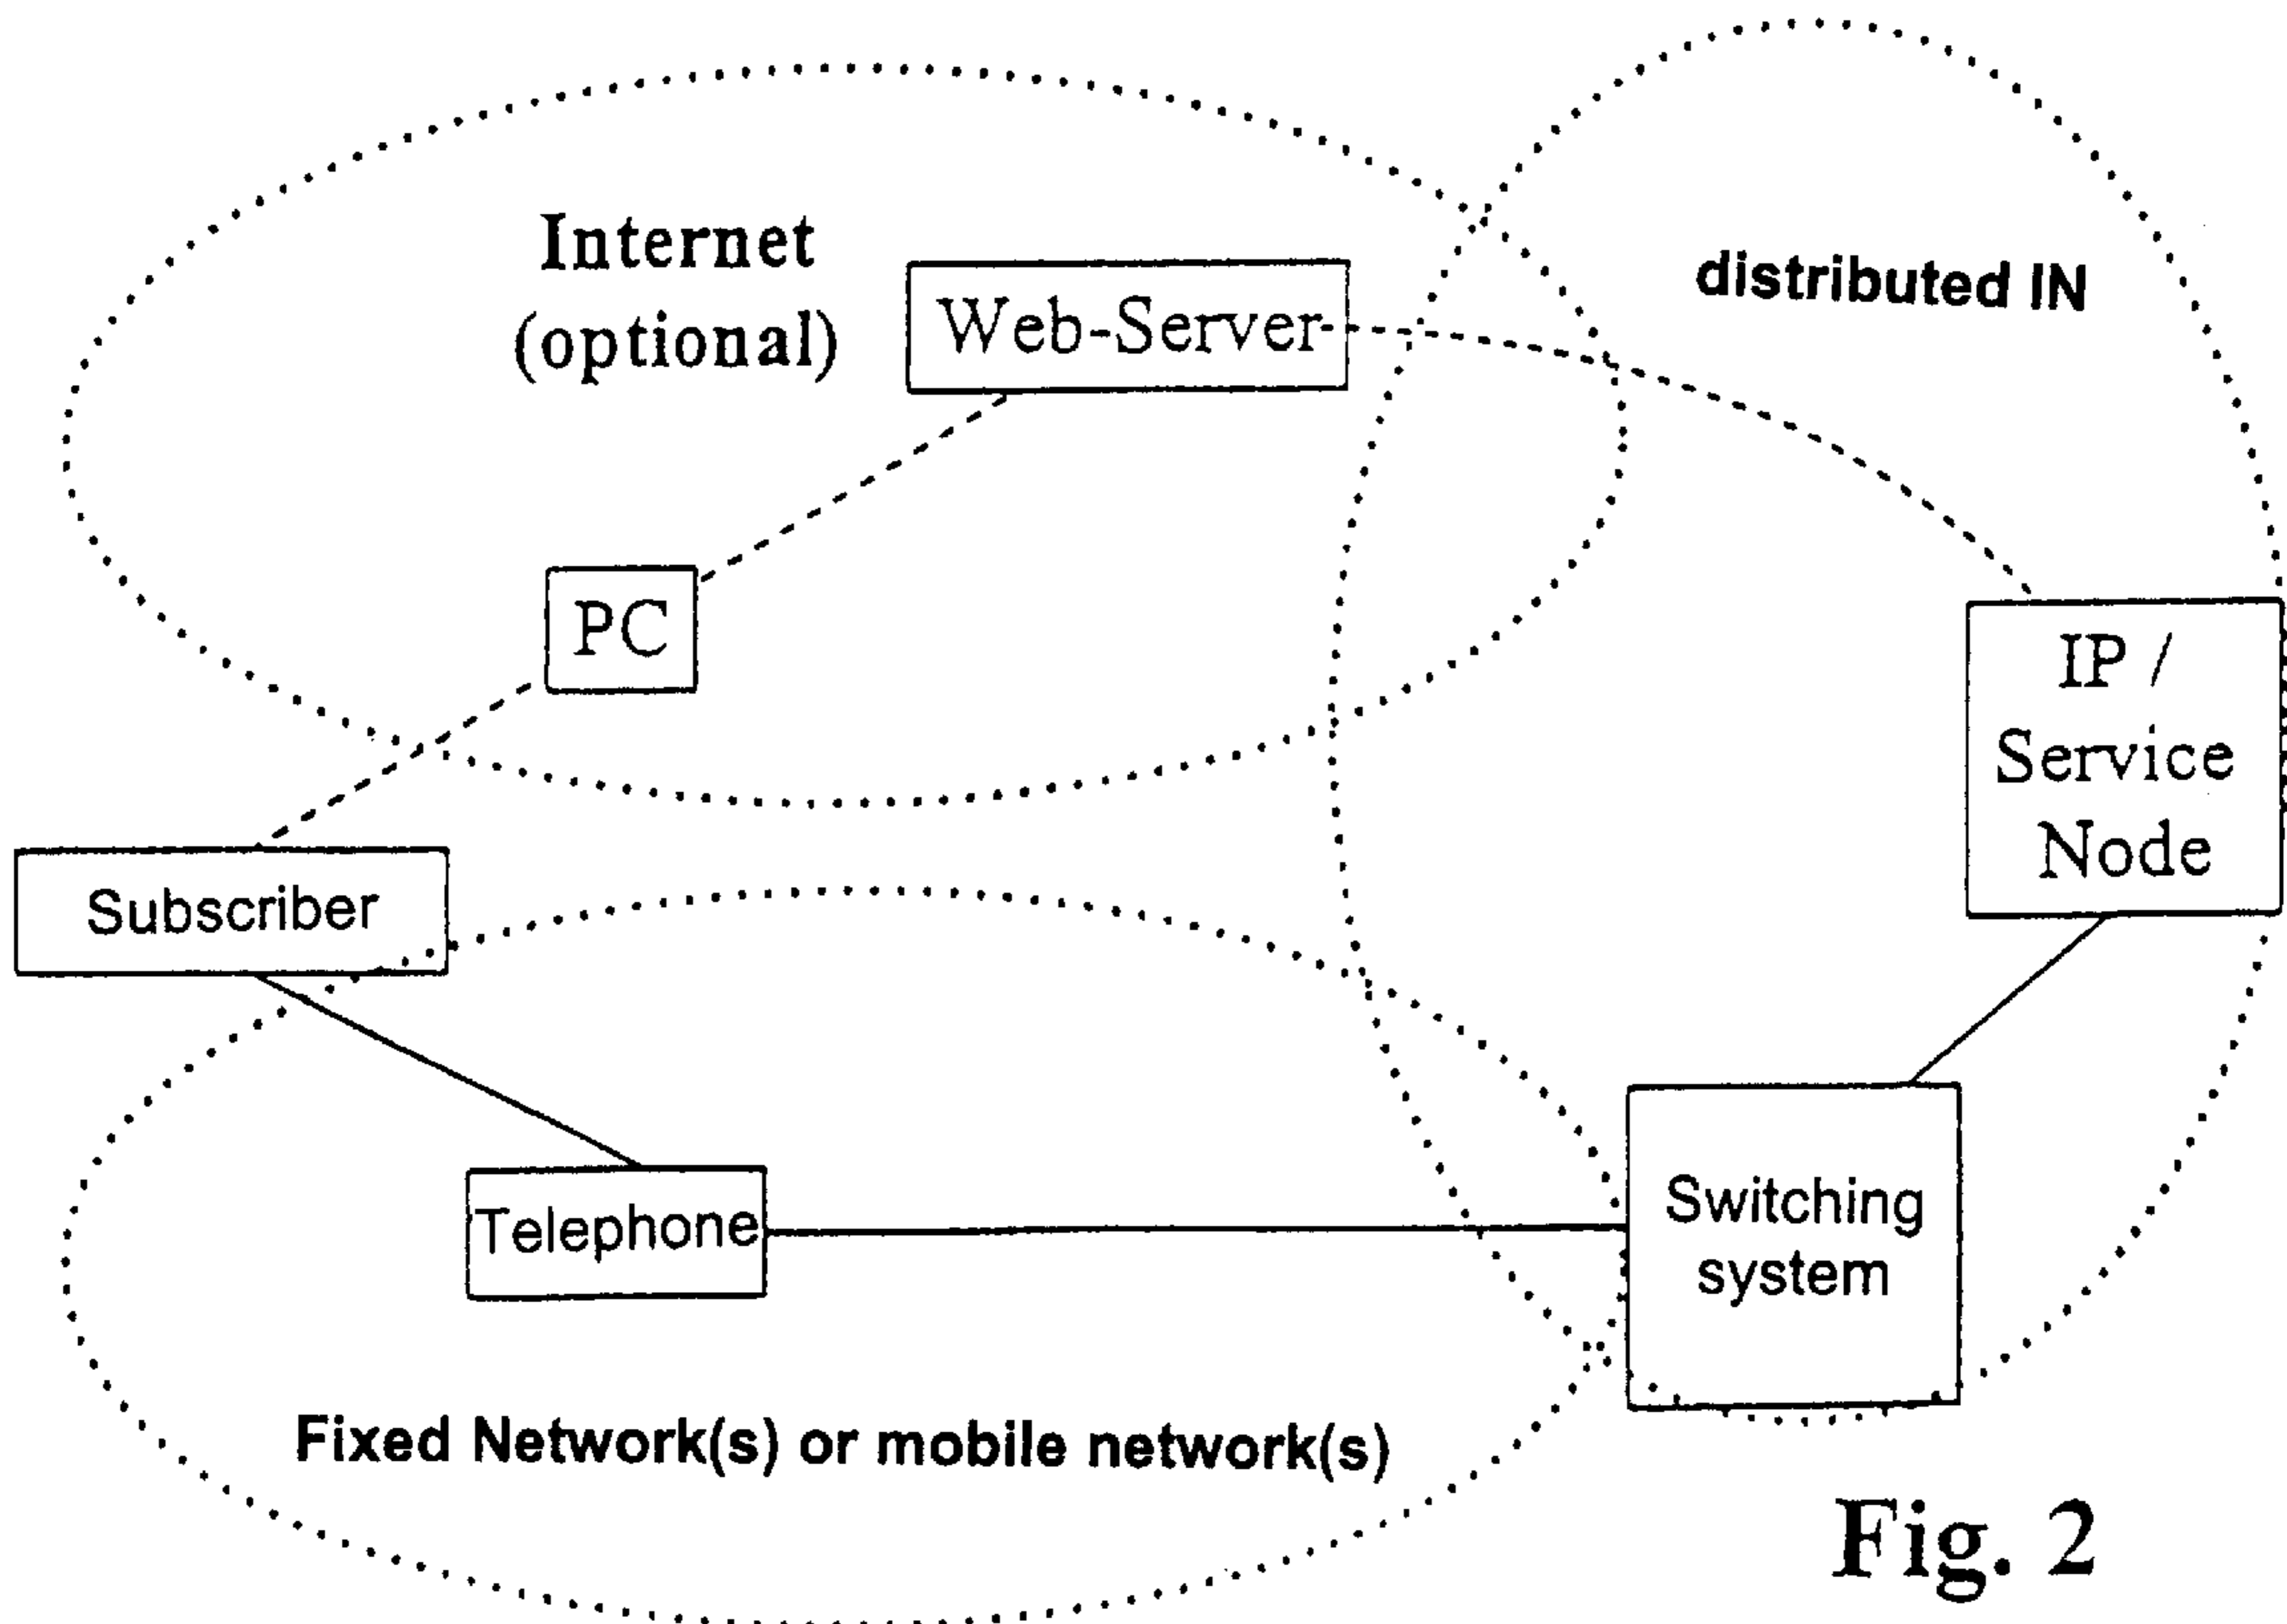 Internet
(optional)
distributed IN
Web-Server
PC
IP /
Service
Node
Subscriber
Telephone
Switching
system
Fixed Network(s) or mobile network(s)
Fig. 2